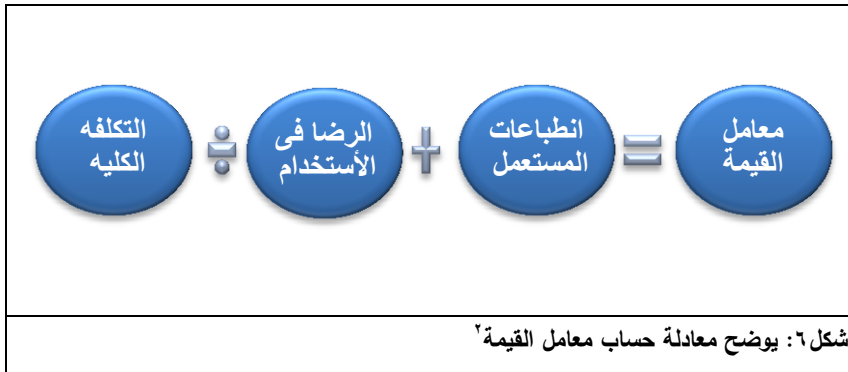 معامل
القيمة
=
انطباعات
المستعمل
+
الرضا فى
الأستخدام
÷
التكلفه
الكليه
شكل٦: يوضح معادلة حساب معامل القيمة٢